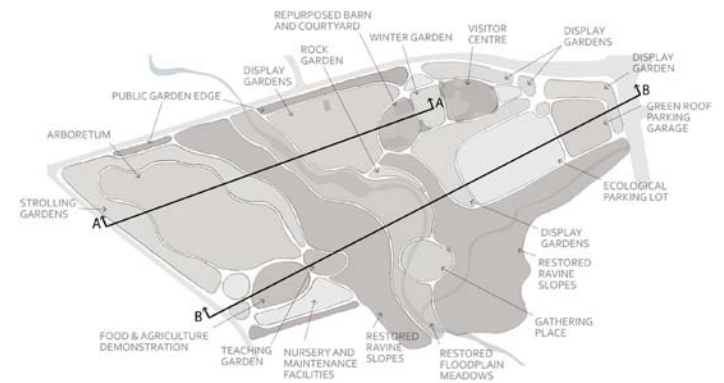 REPURPOSED BARN
AND COURTYARD
WINTER GARDEN
VISITOR
CENTRE
DISPLAY
GARDENS
ROCK
GARDEN
DISPLAY
GARDENS
DISPLAY
GARDEN
PUBLIC GARDEN EDGE
A
B
GREEN ROOF
PARKING
GARAGE
ARBORETUM
STROLLING
GARDENS
A
ECOLOGICAL
PARKING LOT
DISPLAY
GARDENS
RESTORED
RAVINE
SLOPES
B
GATHERING
PLACE
FOOD & AGRICULTURE
DEMONSTRATION
TEACHING
GARDEN
NURSERY AND
MAINTENANCE
FACILITIES
RESTORED
RAVINE
SLOPES
RESTORED
FLOODPLAIN
MEADOWS